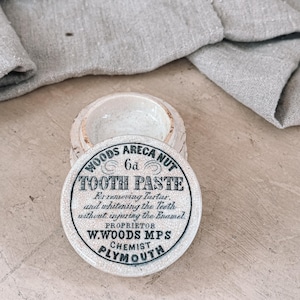 WOODS ARECA NUT
6d
TOOTH PASTE
For removing Tartar
and whitening the Teeth
without injuring the Enamel.
PROPRIETOR
W.WOODS MPS
CHEMIST
PLYMOUTH